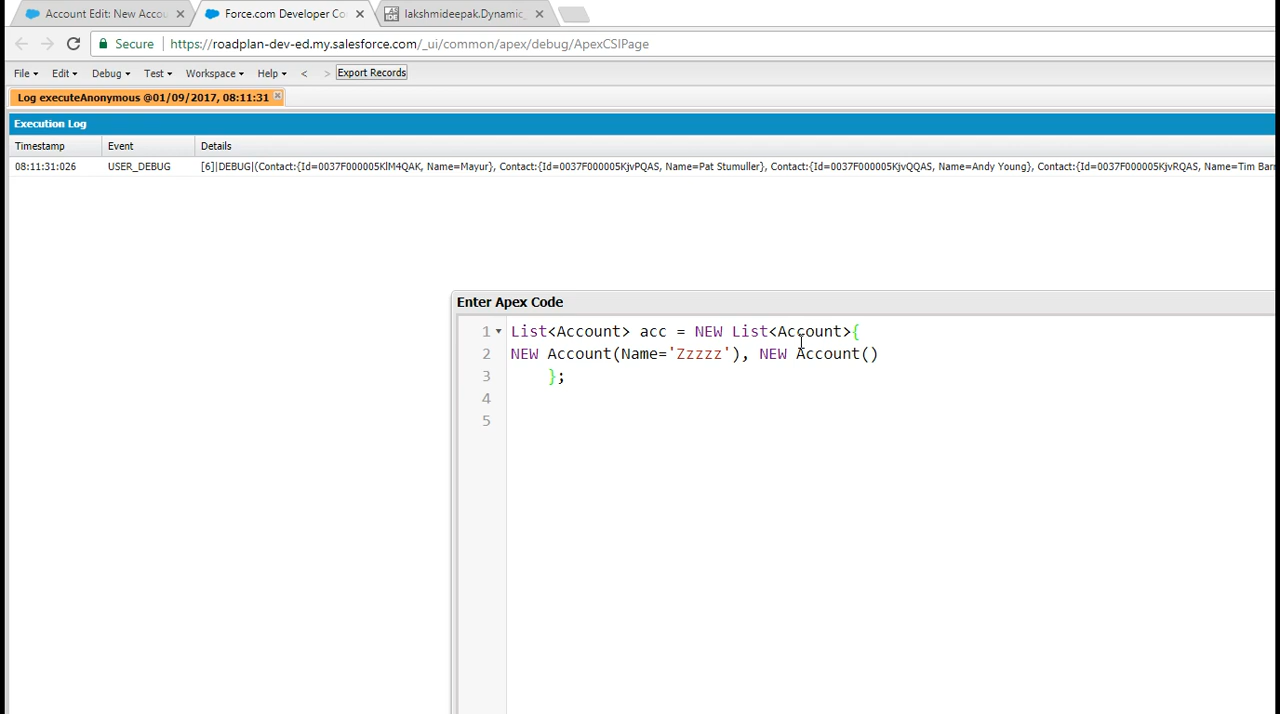 Account Edit: New Accou
Force.com Developer Co
lakshmideepak.Dynamic_
Secure
https://roadplan-dev-ed.my.salesforce.com/_ui/common/apex/debug/ApexCSIPage
File Edit Debug Test Workspace Help < > Export Records
Log executeAnonymous @01/09/2017, 08:11:31
Execution Log
Timestamp Event Details
08:11:31:026 USER_DEBUG [6]|DEBUG|(Contact:{Id=0037F000005KlM4QAK, Name=Mayur}, Contact:{Id=0037F000005KjvPQAS, Name=Pat Stumuller}, Contact:{Id=0037F000005KjvQQAS, Name=Andy Young}, Contact:{Id=0037F000005KjvRQAS, Name=Tim Barr
Enter Apex Code
1 List<Account> acc = NEW List<Account>{
2 NEW Account(Name='Zzzzz'), NEW Account()
3 };
4
5